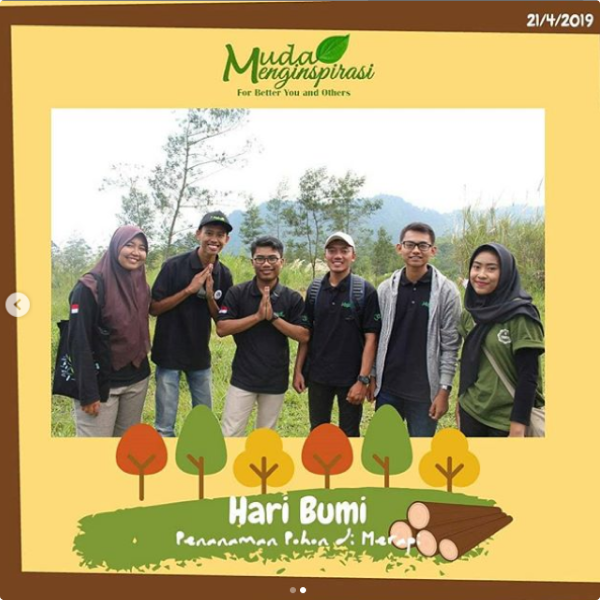 21/4/2019
Muda
Menginspirasi
For Better You and Others
Hari Bumi
Penanaman Pohon di Merapi